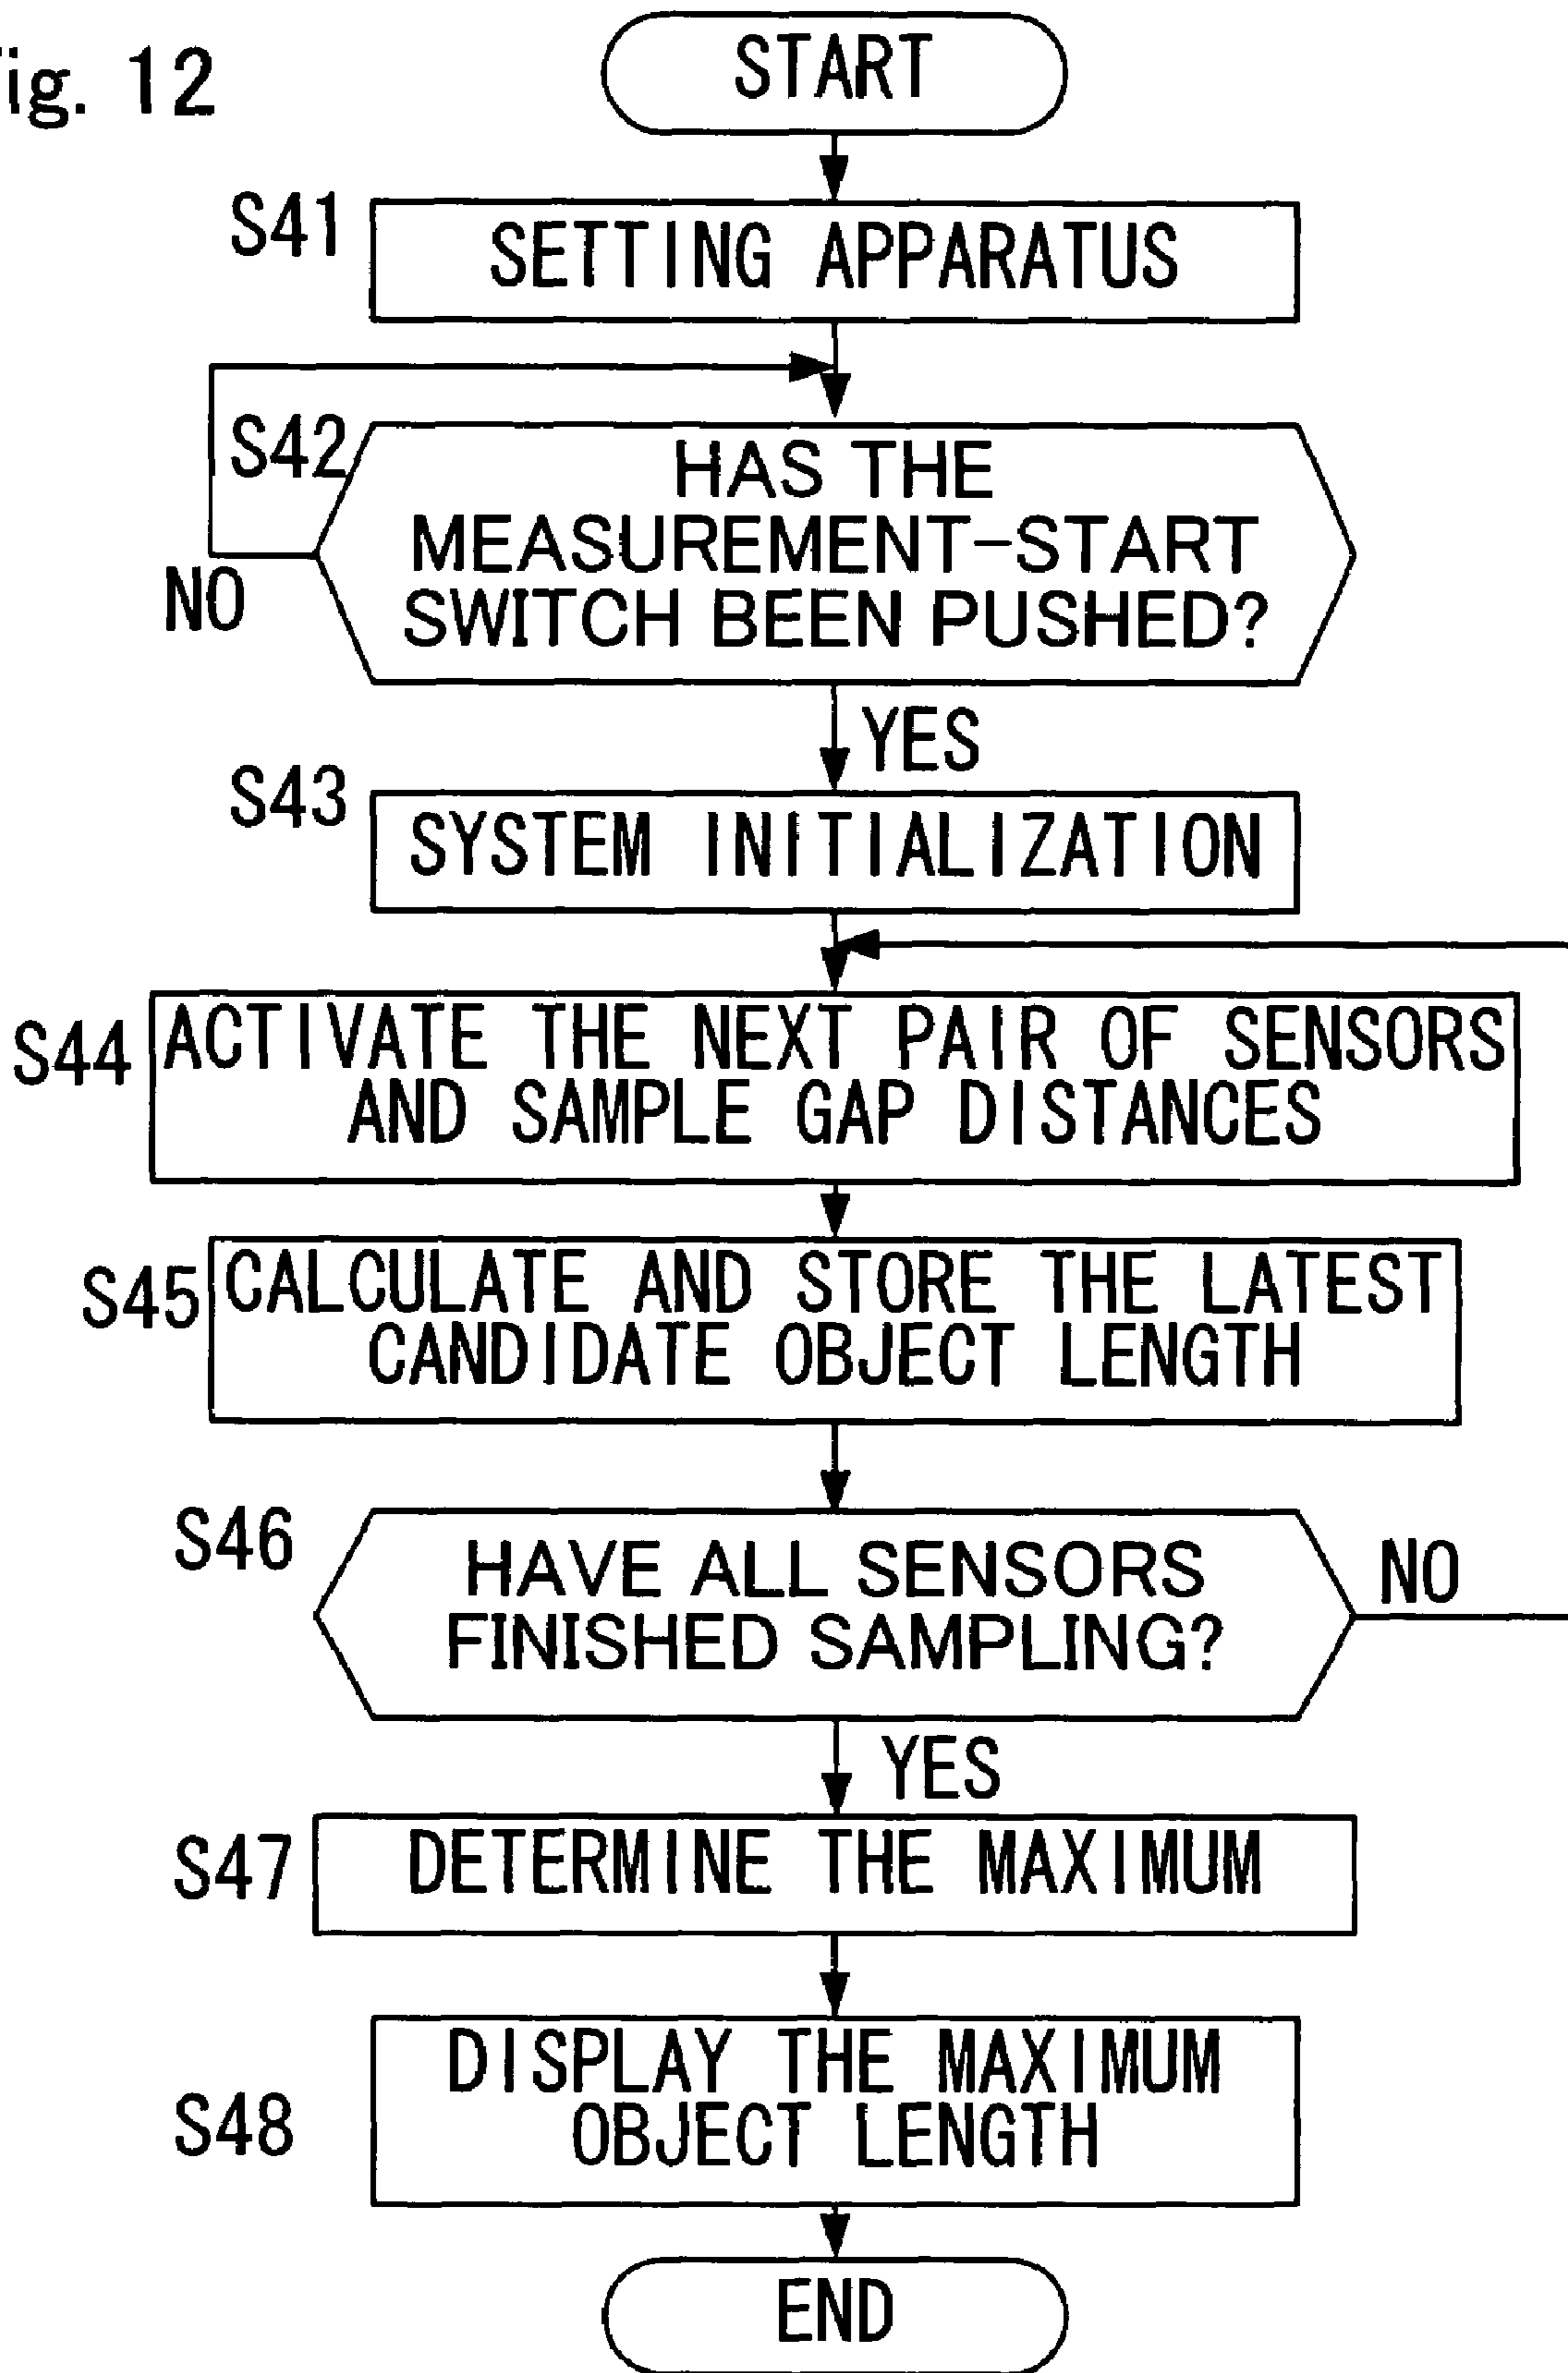 ig. 12
START
S41
SETTING APPARATUS
S42
HAS THE
MEASUREMENT-START
SWITCH BEEN PUSHED?
NO
YES
S43
SYSTEM INITIALIZATION
S44
ACTIVATE THE NEXT PAIR OF SENSORS
AND SAMPLE GAP DISTANCES
S45
CALCULATE AND STORE THE LATEST
CANDIDATE OBJECT LENGTH
S46
HAVE ALL SENSORS
FINISHED SAMPLING?
NO
YES
S47
DETERMINE THE MAXIMUM
S48
DISPLAY THE MAXIMUM
OBJECT LENGTH
END